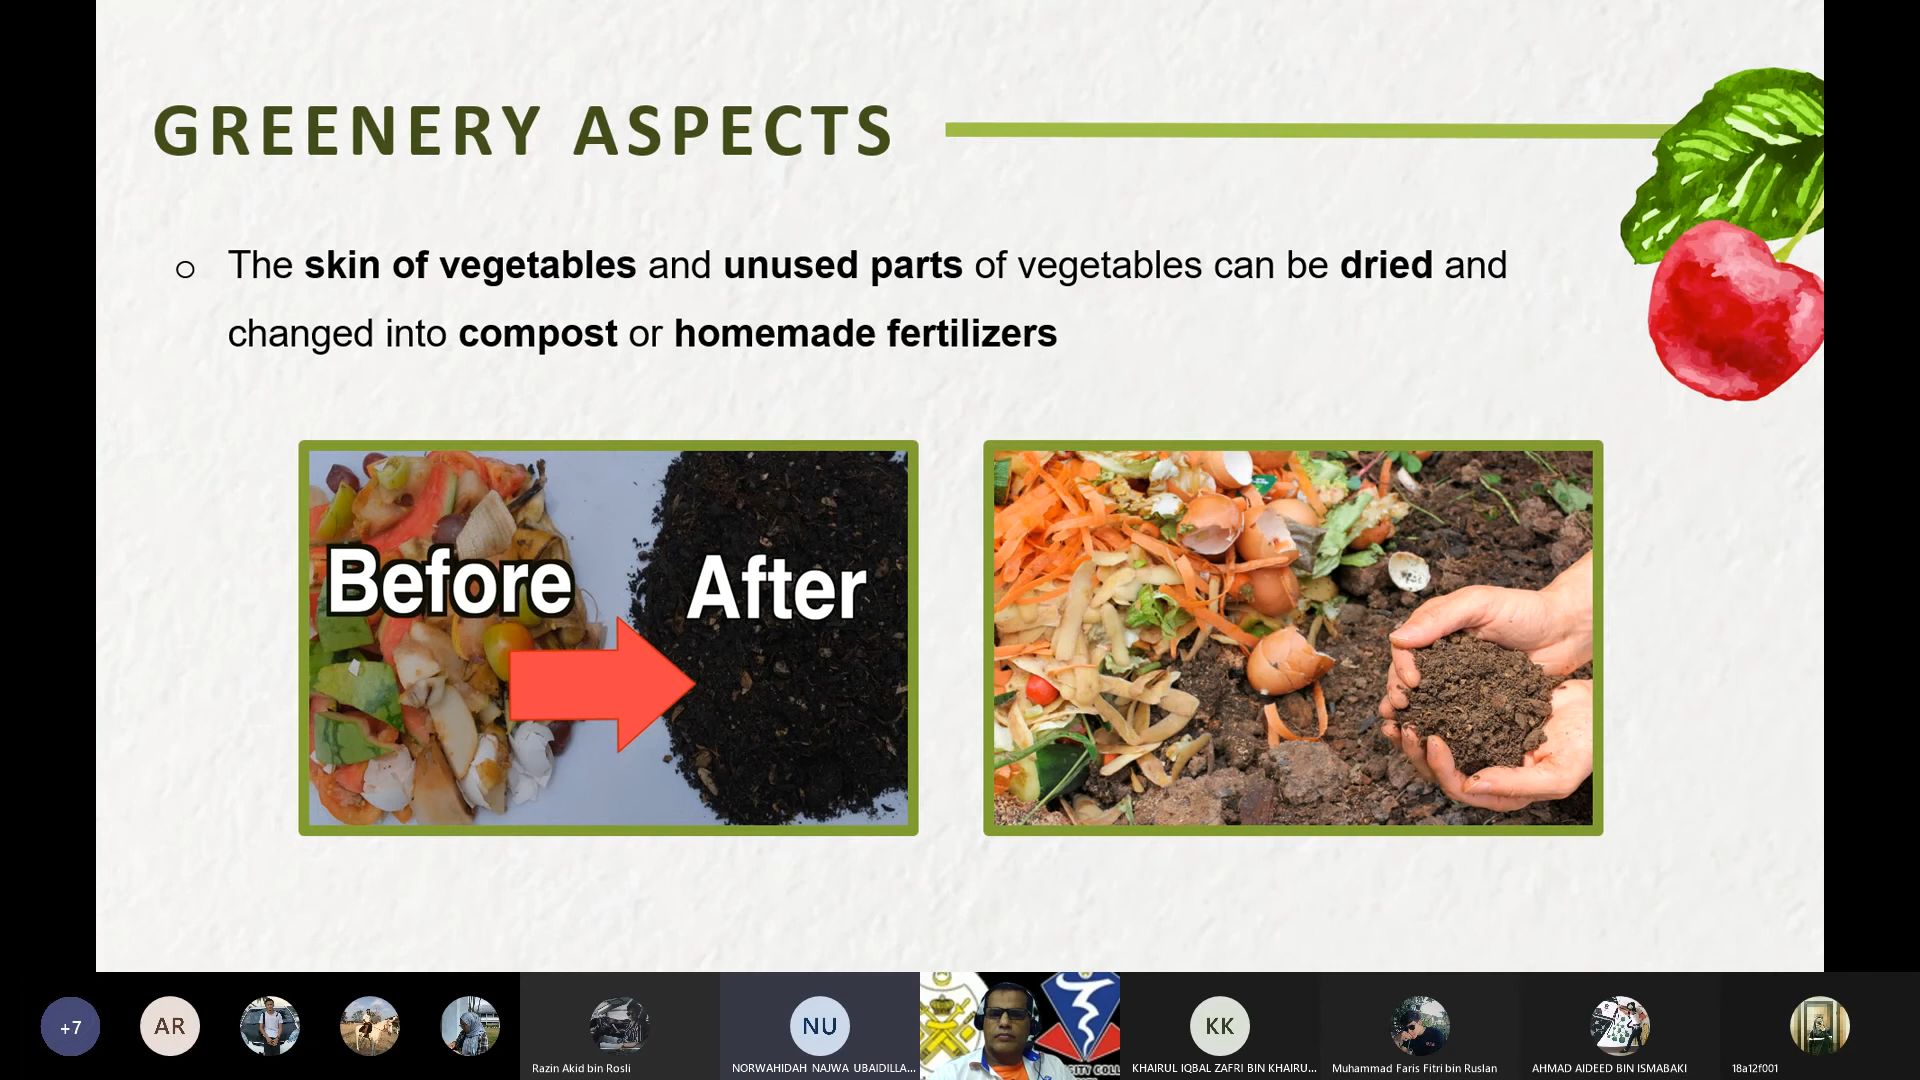 GREENERY ASPECTS
○ The skin of vegetables and unused parts of vegetables can be dried and
changed into compost or homemade fertilizers
Before
After
+7
AR
NU
KK
CITY COLL
Razin Akid bin Rosli
NORWAHIDAH NAJWA UBAIDILLA...
KHAIRUL IQBAL ZAFRI BIN KHAIRU...
Muhammad Faris Fitri bin Ruslan
AHMAD AIDEED BIN ISMABAKI
18a12f001